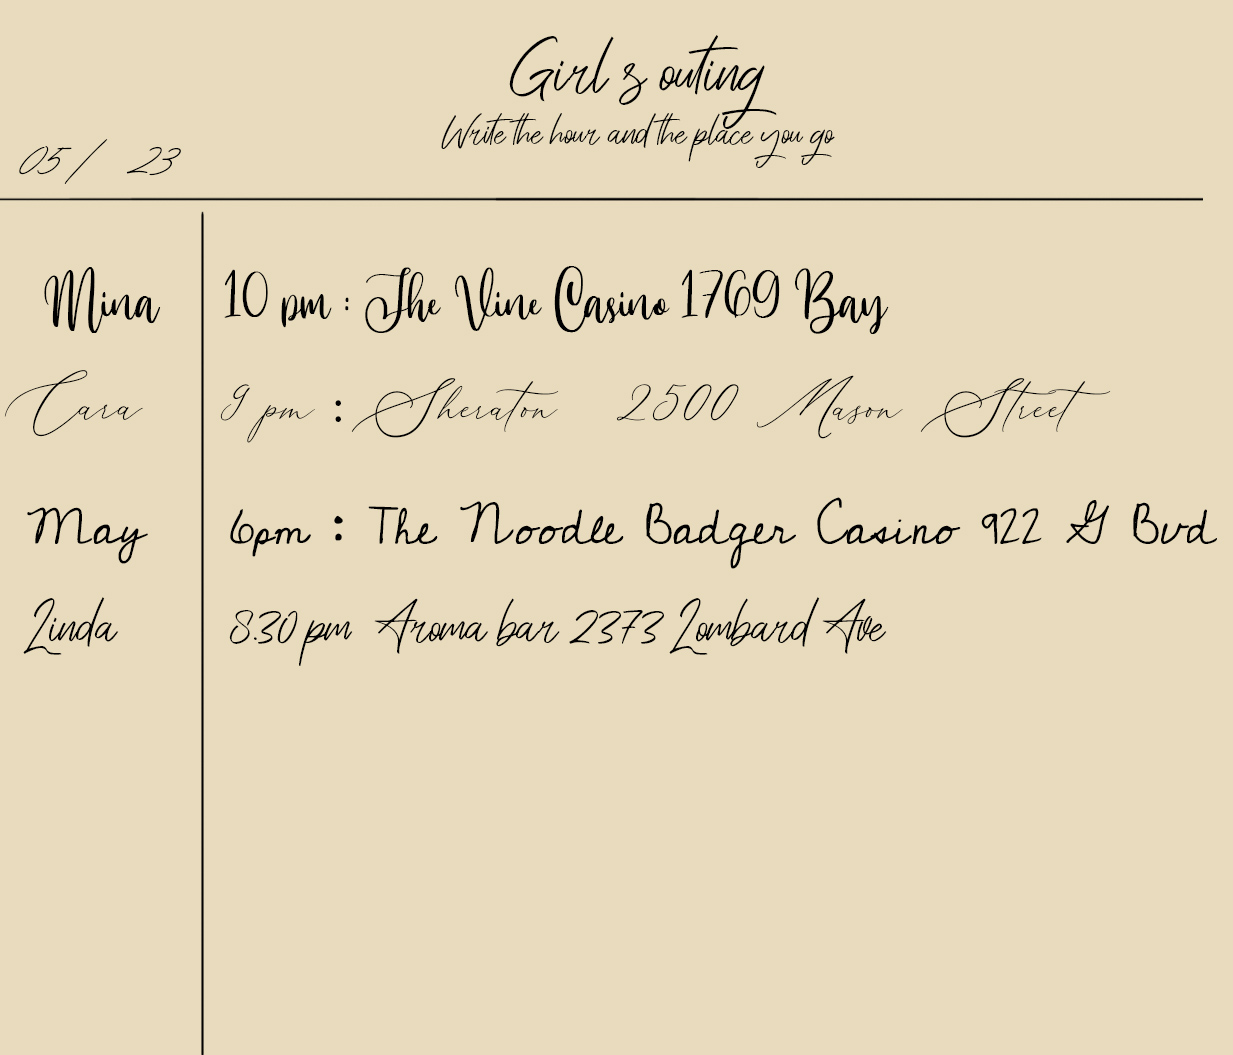 Girl s outing
Write the hour and the place you go
05 / 23
Mina 10 pm : The Vine Casino 1769 Bay
Cara 9 pm : Sheraton 2500 Mason Street
May 6pm : The Noodle Badger Casino 922 G Bvd
Linda 8.30 pm Aroma bar 2373 Lombard Ave